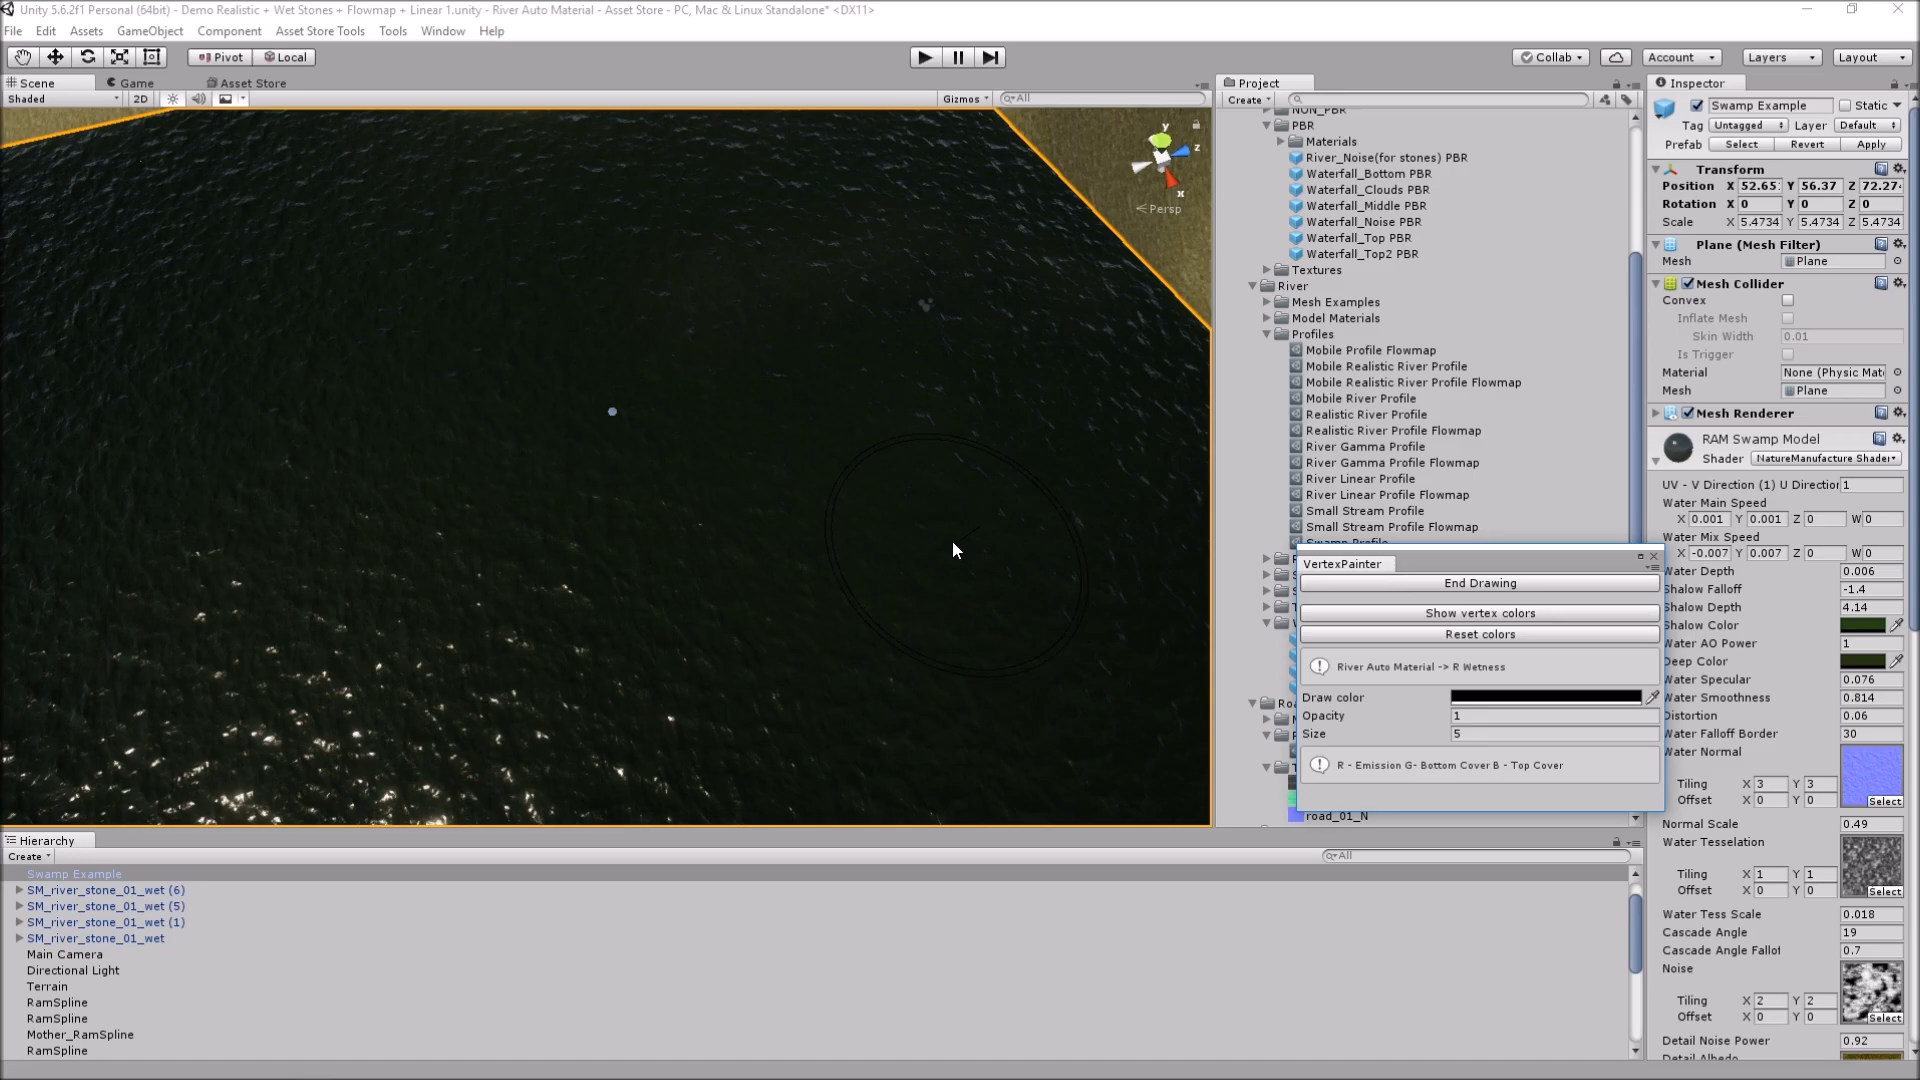 Unity 5.6.2f1 Personal (64bit) - Demo Realistic + Wet Stones + Flowmap + Linear 1.unity - River Auto Material - Asset Store - PC, Mac & Linux Standalone* <DX11>
File Edit Assets GameObject Component Asset Store Tools Tools Window Help
Pivot Local Collab Account Layers Layout
Scene Game Asset Store
Shaded 2D Gizmos All
y
z
x
Persp
Project
Create
NON_PBR
PBR
Materials
River_Noise(for stones) PBR
Waterfall_Bottom PBR
Waterfall_Clouds PBR
Waterfall_Middle PBR
Waterfall_Noise PBR
Waterfall_Top PBR
Waterfall_Top2 PBR
Textures
River
Mesh Examples
Model Materials
Profiles
Mobile Profile Flowmap
Mobile Realistic River Profile
Mobile Realistic River Profile Flowmap
Mobile River Profile
Realistic River Profile
Realistic River Profile Flowmap
River Gamma Profile
River Gamma Profile Flowmap
River Linear Profile
River Linear Profile Flowmap
Small Stream Profile
Small Stream Profile Flowmap
Swamp Profile
Roa
road_01_N
VertexPainter
End Drawing
Show vertex colors
Reset colors
River Auto Material -> R Wetness
Draw color
Opacity 1
Size 5
R - Emission G- Bottom Cover B - Top Cover
Inspector
Swamp Example Static
Tag Untagged Layer Default
Prefab Select Revert Apply
Transform
Position X 52.65 Y 56.37 Z 72.27
Rotation X 0 Y 0 Z 0
Scale X 5.4734 Y 5.4734 Z 5.4734
Plane (Mesh Filter)
Mesh Plane
Mesh Collider
Convex
Inflate Mesh
Skin Width 0.01
Is Trigger
Material None (Physic Mat
Mesh Plane
Mesh Renderer
RAM Swamp Model
Shader NatureManufacture Shader
UV - V Direction (1) U Direction 1
Water Main Speed
X 0.001 Y 0.001 Z 0 W 0
Water Mix Speed
X -0.007 Y 0.007 Z 0 W 0
Water Depth 0.006
Shalow Falloff -1.4
Shalow Depth 4.14
Shalow Color
Water AO Power 1
Deep Color
Water Specular 0.076
Water Smoothness 0.814
Distortion 0.06
Water Falloff Border 30
Water Normal
Tiling X 3 Y 3
Offset X 0 Y 0 Select
Normal Scale 0.49
Water Tesselation
Tiling X 1 Y 1
Offset X 0 Y 0 Select
Water Tess Scale 0.018
Cascade Angle 19
Cascade Angle Fallof 0.7
Noise
Tiling X 2 Y 2
Offset X 0 Y 0 Select
Detail Noise Power 0.92
Detail Albedo
Hierarchy
Create All
Swamp Example
SM_river_stone_01_wet (6)
SM_river_stone_01_wet (5)
SM_river_stone_01_wet (1)
SM_river_stone_01_wet
Main Camera
Directional Light
Terrain
RamSpline
RamSpline
Mother_RamSpline
RamSpline